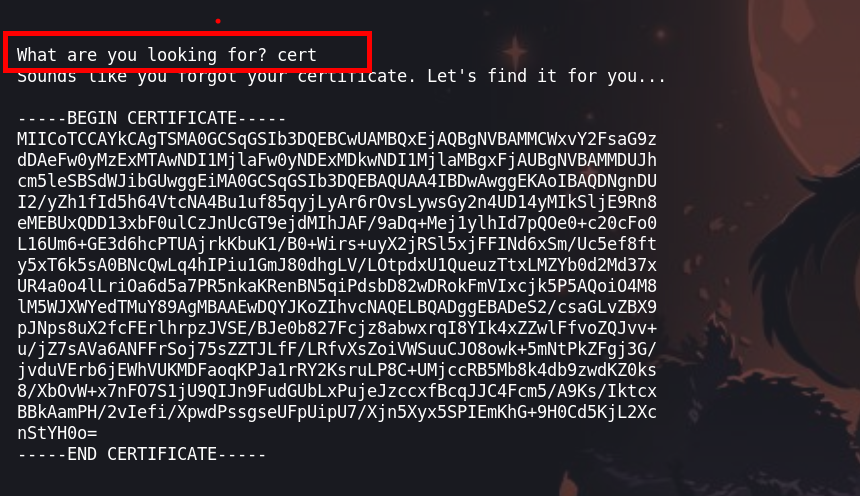 What are you looking for? cert
Sounds like you forgot your certificate. Let's find it for you...
-----BEGIN CERTIFICATE-----
MIICoTCCAYkCAgTSMA0GCSqGSIb3DQEBCwUAMBQxEjAQBgNVBAMMCWxvY2FsaG9z
dDAeFw0yMzExMTAwNDI1MjlaFw0yNDExMDkwNDI1MjlaMBgxFjAUBgNVBAMMDUJh
cm5leSBSdWJibGUwggEiMA0GCSqGSIb3DQEBAQUAA4IBDwAwggEKAoIBAQDNgnDU
I2/yZh1fId5h64VtcNA4Bu1uf85qyjLyAr6rOvsLywsGy2n4UD14yMIkSljE9Rn8
eMEBUxQDD13xbF0ulCzJnUcGT9ejdMIhJAF/9aDq+Mej1ylhId7pQOe0+c20cFo0
L16Um6+GE3d6hcPTUAjrkKbuK1/B0+Wirs+uyX2jRSl5xjFFINd6xSm/Uc5ef8ft
y5xT6k5sA0BNcQwLq4hIPiu1GmJ80dhgLV/LOtpdxU1QueuzTtxLMZYb0d2Md37x
UR4a0o4lLriOa6d5a7PR5nkaKRenBN5qiPdsbD82wDRokFmVIxcjk5P5AQoiO4M8
lM5WJXWYedTMuY89AgMBAAEwDQYJKoZIhvcNAQELBQADggEBADeS2/csaGLvZBX9
pJNps8uX2fcFErlhrpzJVSE/BJe0b827Fcjz8abwxrqI8YIk4xZZwlFfvoZQJvv+
u/jZ7sAVa6ANFFrSoj75sZZTJLfF/LRfvXsZoiVWSuuCJO8owk+5mNtPkZFgj3G/
jvduVErb6jEWhVUKMDFaoqKPJa1rRY2KsruLP8C+UMjccRB5Mb8k4db9zwdKZ0ks
8/XbOvW+x7nFO7S1jU9QIJn9FudGUbLxPujeJzccxfBcqJJC4Fcm5/A9Ks/Iktcx
BBkAamPH/2vIefi/XpwdPssgseUFpUipU7/Xjn5Xyx5SPIEmKhG+9H0Cd5KjL2Xc
nStYH0o=
-----END CERTIFICATE-----